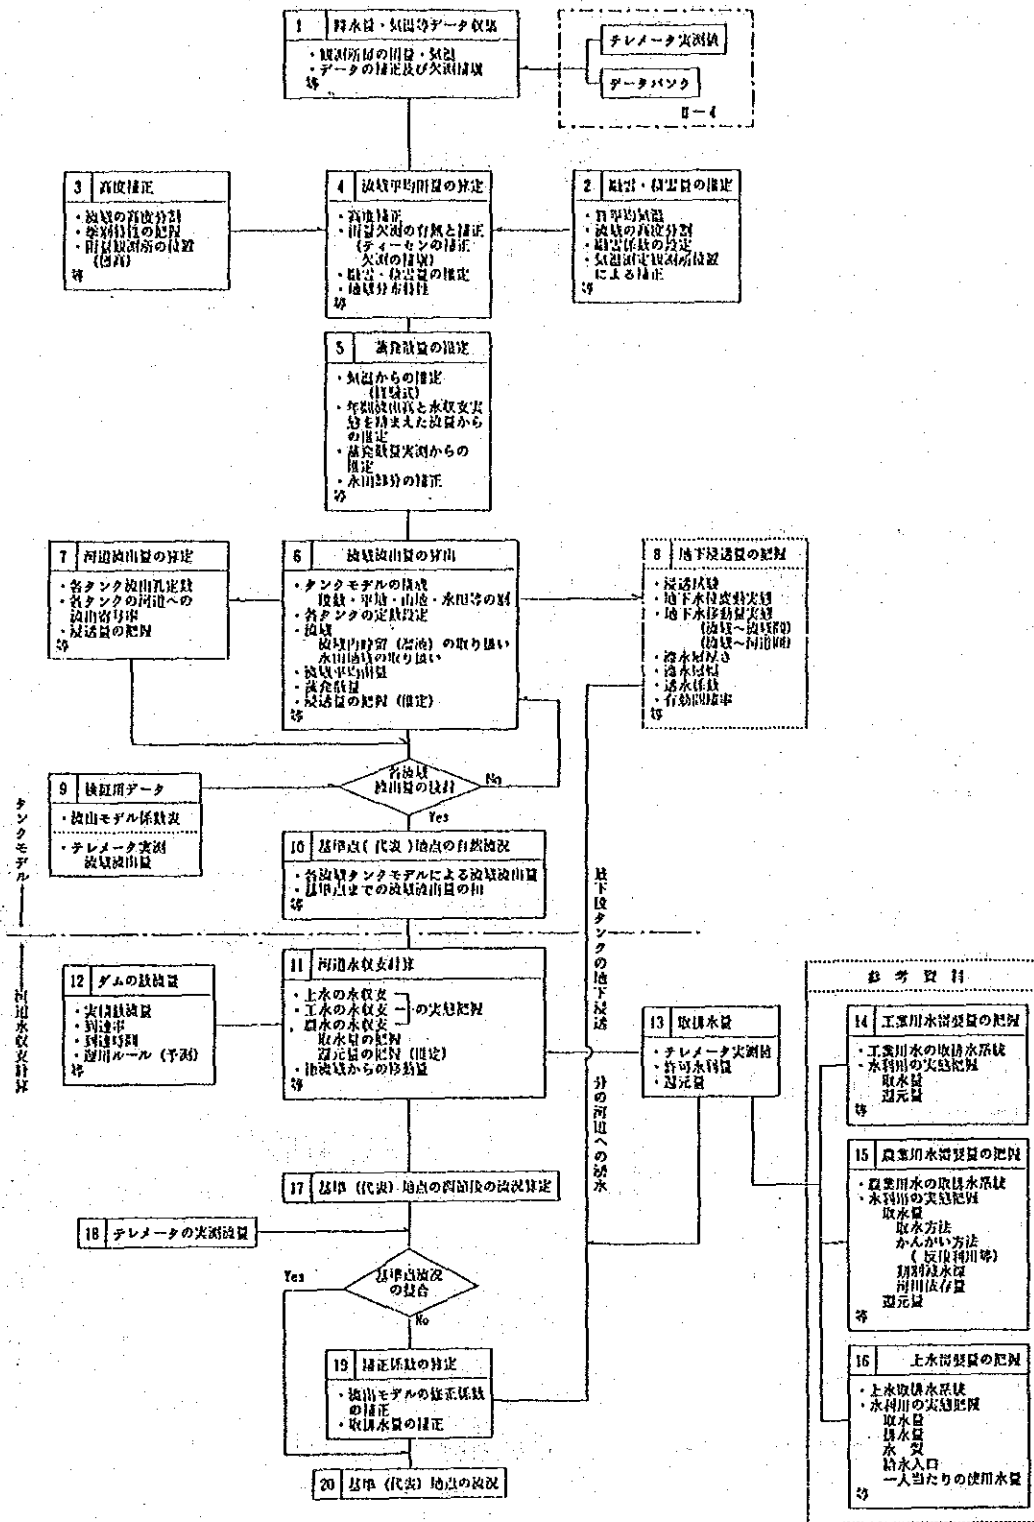 1 降水量・気温等データ収集
・観測所毎の雨量・気温
・データの補正及び欠測補填
等
テレメータ実測値
データバンク
Ⅱ－4
3 高度補正
・流域の高度分割
・季別特性の把握
・雨量観測所の位置
(標高)
等
4 流域平均雨量の算定
・高度補正
・雨量欠測の有無と補正
(ティーセンの補正
欠測の補填)
・融雪・積雪量の推定
・地域分布特性
等
2 融雪・積雪量の推定
・日平均気温
・流域の高度分割
・融雪係数の設定
・気温測定観測所位置
による補正
等
5 蒸発散量の推定
・気温からの推定
(経験式)
・年間流出高と水収支実
態を踏まえた流量から
の推定
・蒸発散量実測からの
推定
・水田部分の補正
等
7 河道流出量の算定
・各タンク流出孔定数
・各タンクの河道への
流出寄与率
・浸透量の把握
等
6 流域流出量の算出
・タンクモデルの構成
段数・平地・山地・水田等の別
・各タンクの定数設定
・流域
流域内貯留（湛液）の取り扱い
水田地域の取り扱い
・流域平均雨量
・蒸発散量
・浸透量の把握（推定）
等
8 地下浸透量の把握
・浸透試験
・地下水位変動実態
・地下水移動量実態
(流域～流域間)
(流域～河道間)
・滞水層厚さ
・滞水層幅
・透水係数
・有効間隙率
等
各流域
流出量の検討
No
Yes
9 検証用データ
・流出モデル係数表
・テレメータ実測
流域流出量
10 基準点(代表)地点の自然流況
・各流域タンクモデルによる流域流出量
・基準点までの流域流出量の和
等
タンクモデル
河道水収支計算
最下段タンクの地下浸透
分の河道への湧水
12 ダムの放流量
・実積放流量
・到達率
・到達時間
・運用ルール（予測）
等
11 河道水収支計算
・上水の水収支
・工水の水収支 の実態把握
・農水の水収支
取水量の把握
還元量の把握（推定）
・他流域からの移動量
等
13 取排水量
・テレメータ実測値
・許可水利量
・還元量
参考資料
14 工業用水需要量の把握
・工業用水の取排水系統
・水利用の実態把握
取水量
還元量
等
15 農業用水需要量の把握
・農業用水の取排水系統
・水利用の実態把握
取水量
取水方法
かんがい方法
(反復利用等)
期別減水深
河川依存量
還元量
等
16 上水需要量の把握
・上水取排水系統
・水利用の実態把握
取水量
排水量
水質
給水人口
一人当たりの使用水量
等
17 基準（代表）地点の調節後の流況算定
18 テレメータの実測流量
基準点流況
の整合
Yes
No
19 補正係数の算定
・流出モデルの修正係数
の補正
・取排水量の補正
20 基準（代表）地点の流況